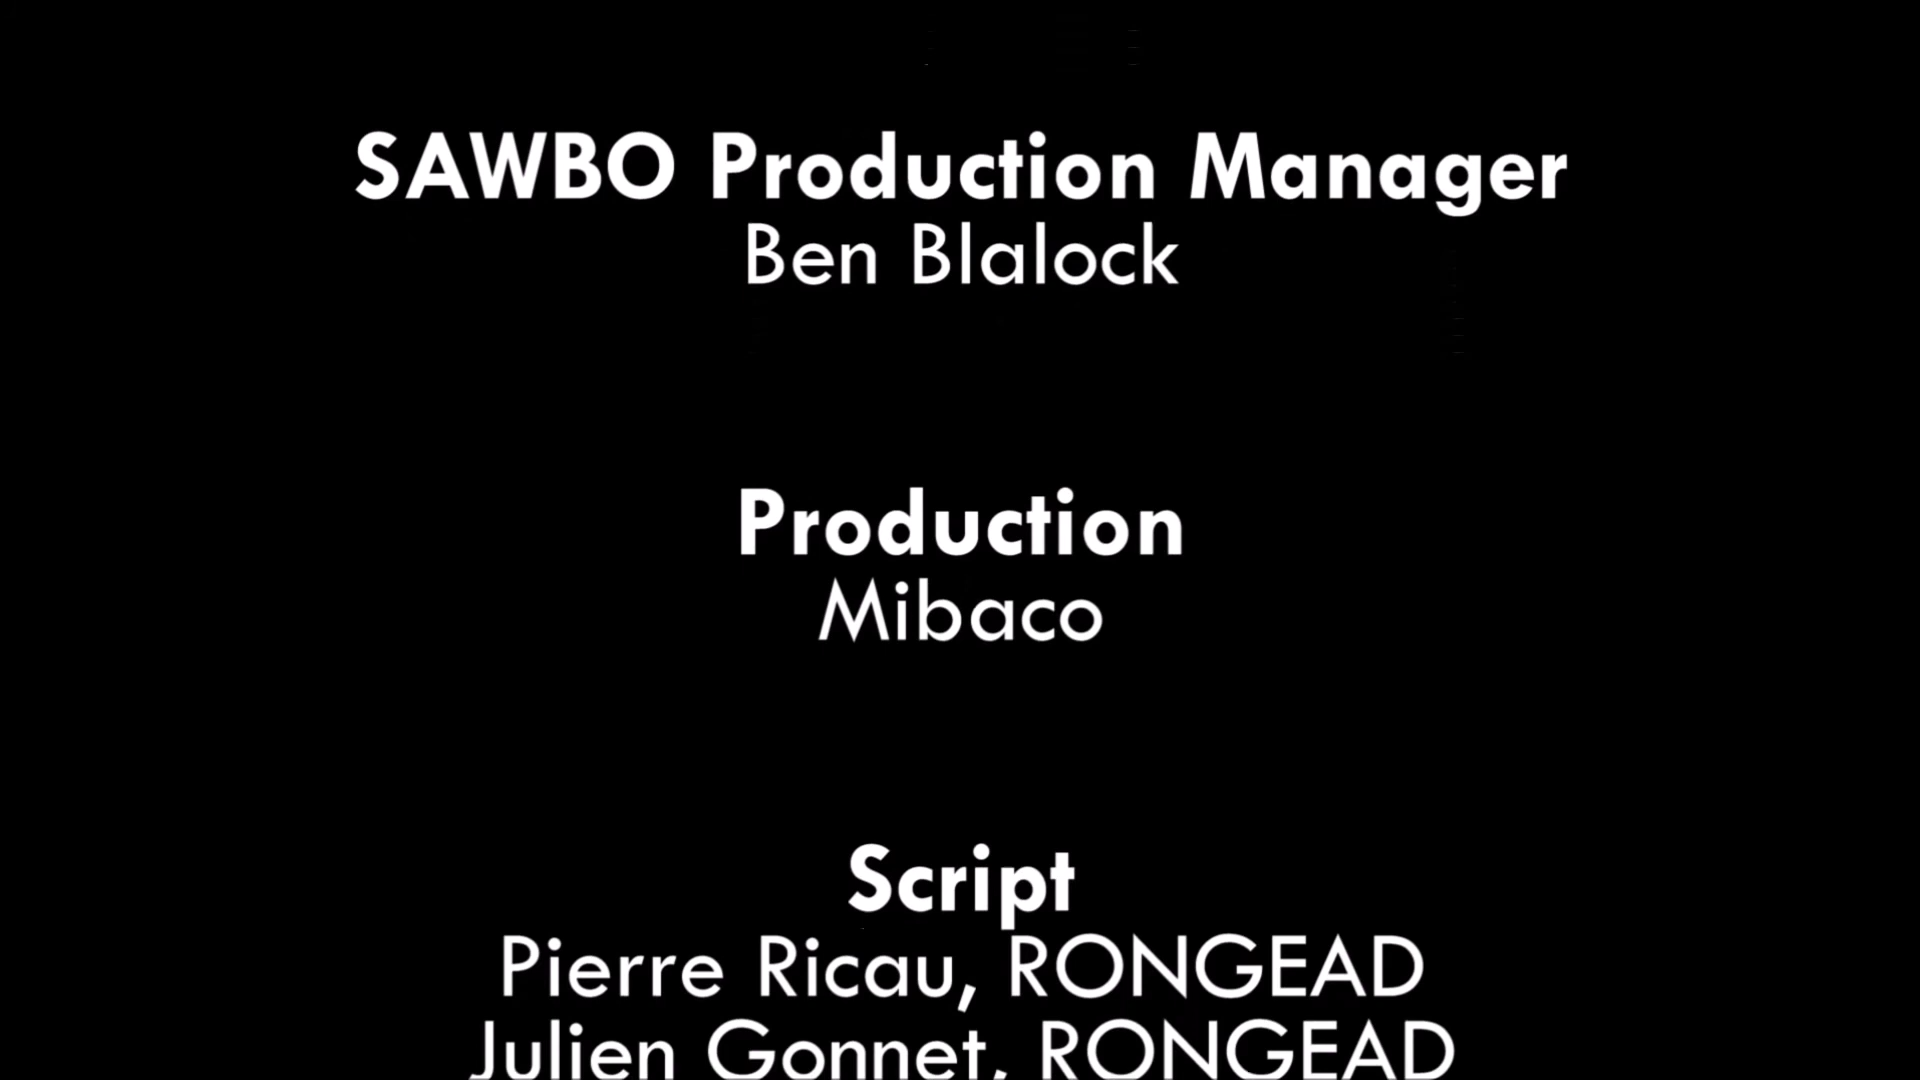 SAWBO Production Manager
Ben Blalock
Production
Mibaco
Script
Pierre Ricau, RONGEAD
Julien Gonnet, RONGEAD